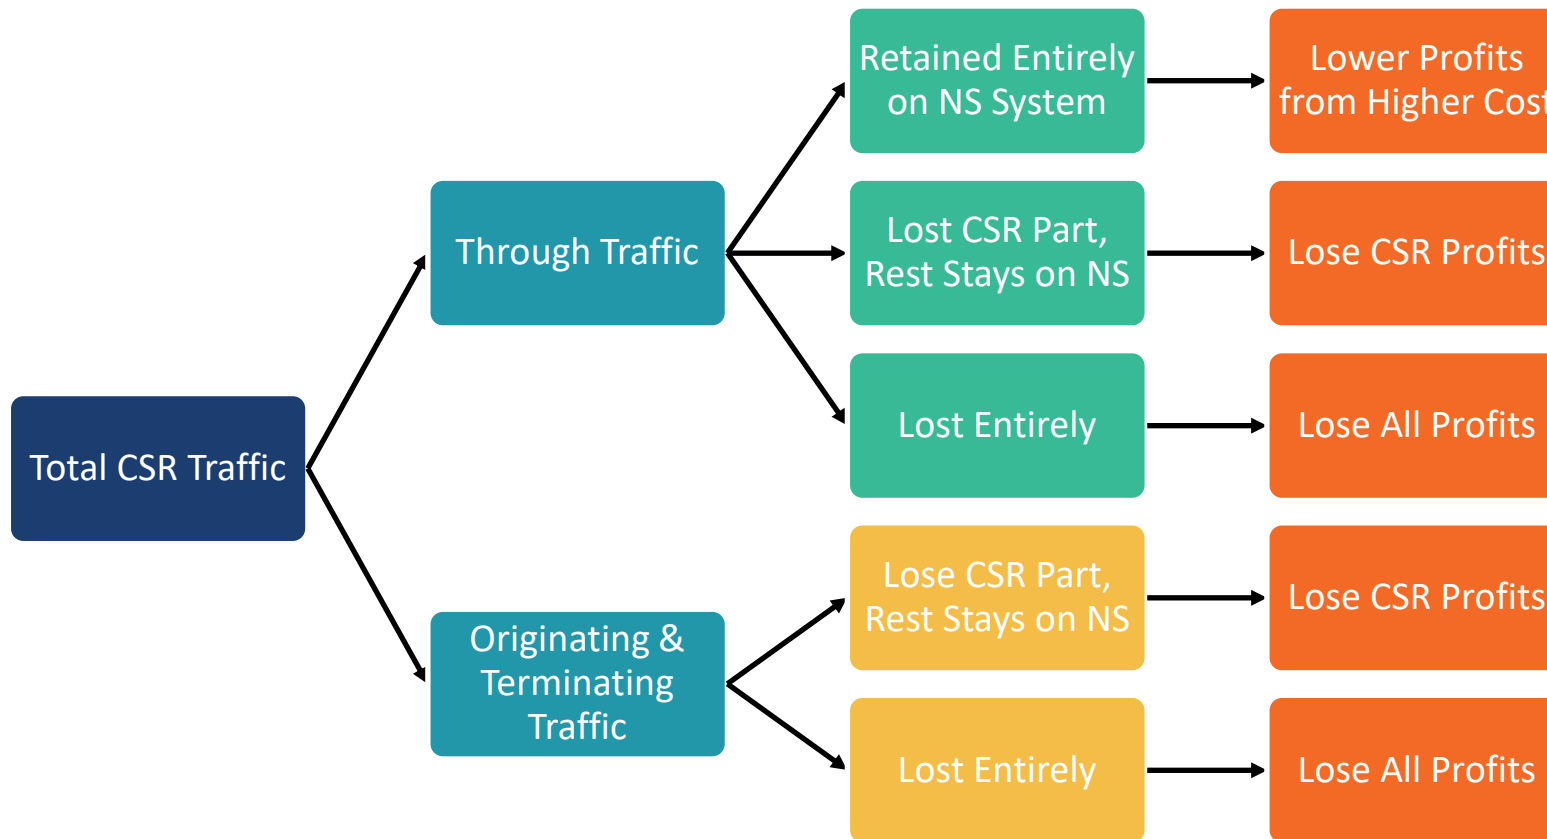 Retained Entirely
on NS System
Lower Profits
from Higher Cost
Through Traffic
Lost CSR Part,
Rest Stays on NS
Lose CSR Profits
Lost Entirely
Lose All Profits
Total CSR Traffic
Originating &
Terminating
Traffic
Lose CSR Part,
Rest Stays on NS
Lose CSR Profits
Lost Entirely
Lose All Profits